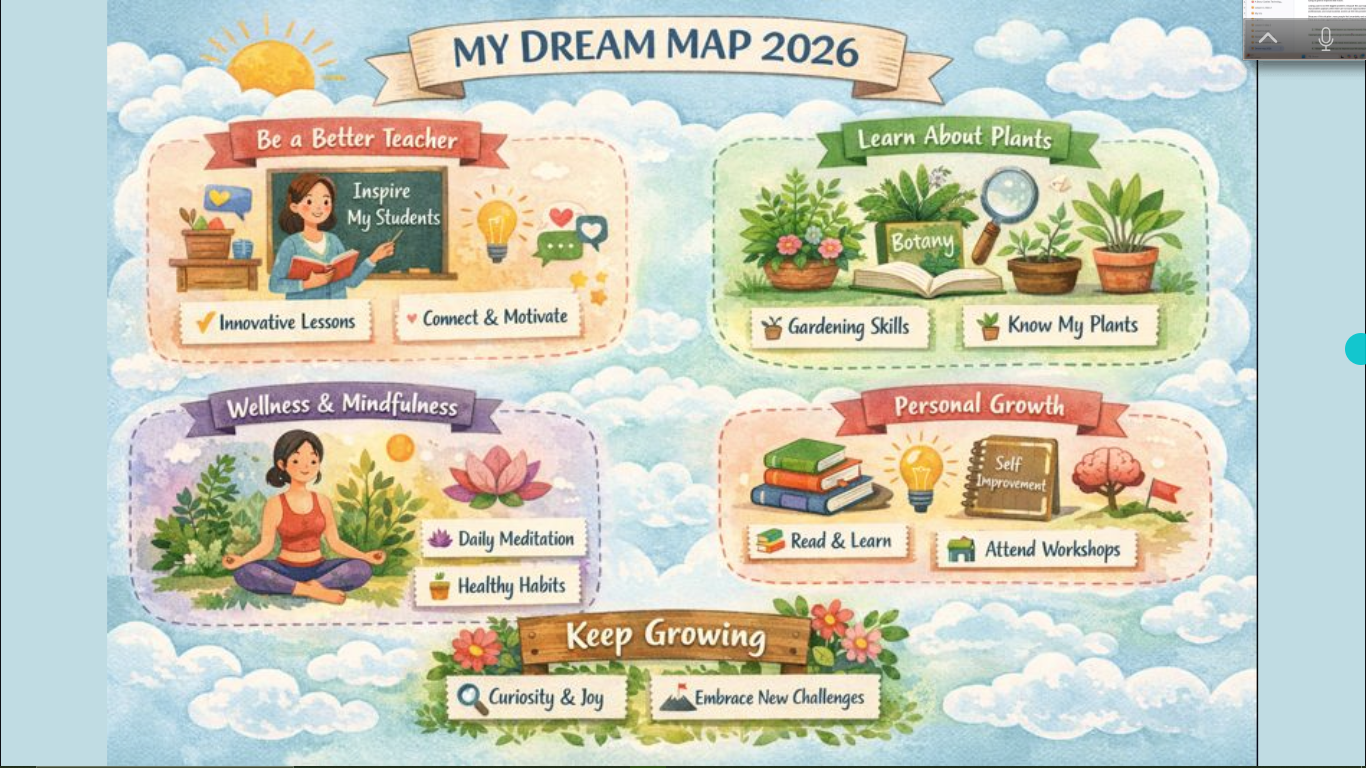 MY DREAM MAP 2026
Be a Better Teacher
Inspire
My Students
Innovative Lessons
Connect & Motivate
Learn About Plants
Botany
Gardening Skills
Know My Plants
Wellness & Mindfulness
Daily Meditation
Healthy Habits
Personal Growth
Self
Improvement
Read & Learn
Attend Workshops
Keep Growing
Curiosity & Joy
Embrace New Challenges